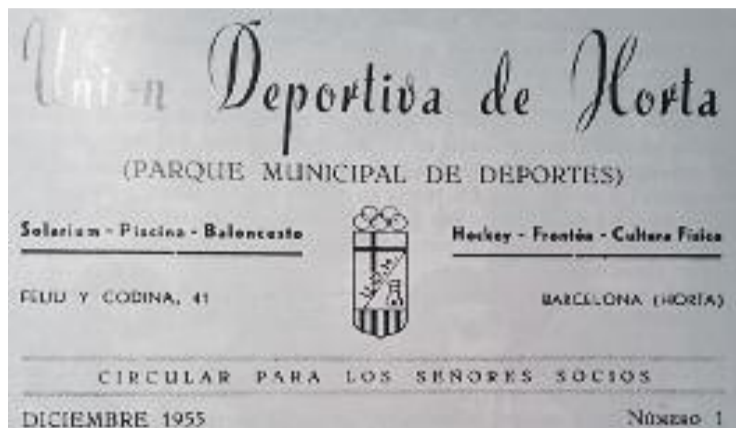 Unión Deportiva de Horta
(PARQUE MUNICIPAL DE DEPORTES)
Solarium - Piscina - Baloncesto
Hockey - Frontón - Cultura Física
FELIU Y CODINA, 41
BARCELONA (HORTA)
CIRCULAR PARA LOS SEÑORES SOCIOS
DICIEMBRE 1955
Número 1